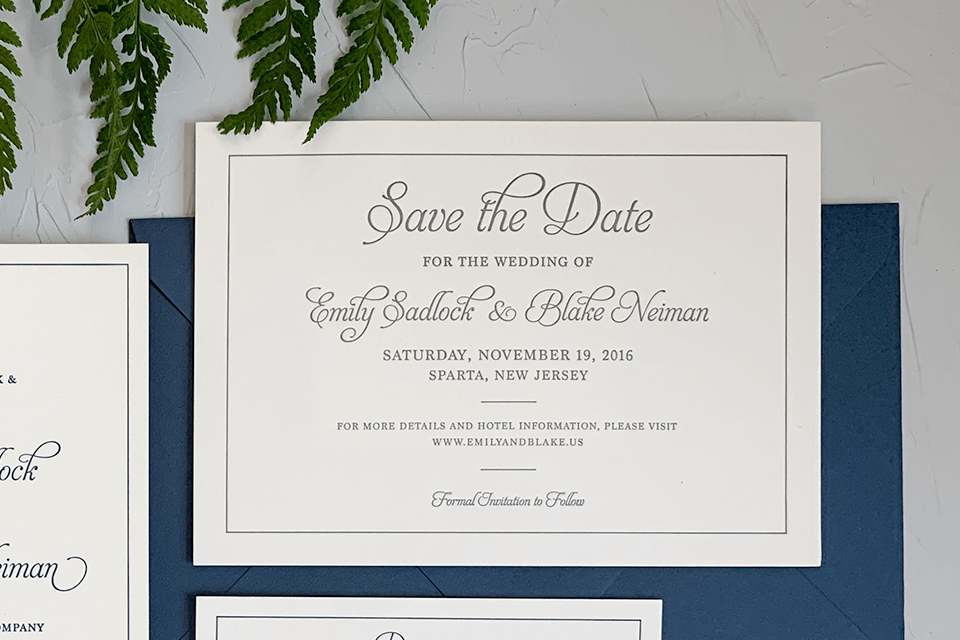 Save the Date
FOR THE WEDDING OF
Emily Sadlock & Blake Neiman
SATURDAY, NOVEMBER 19, 2016
SPARTA, NEW JERSEY
FOR MORE DETAILS AND HOTEL INFORMATION, PLEASE VISIT
WWW.EMILYANDBLAKE.US
Formal Invitation to Follow
&